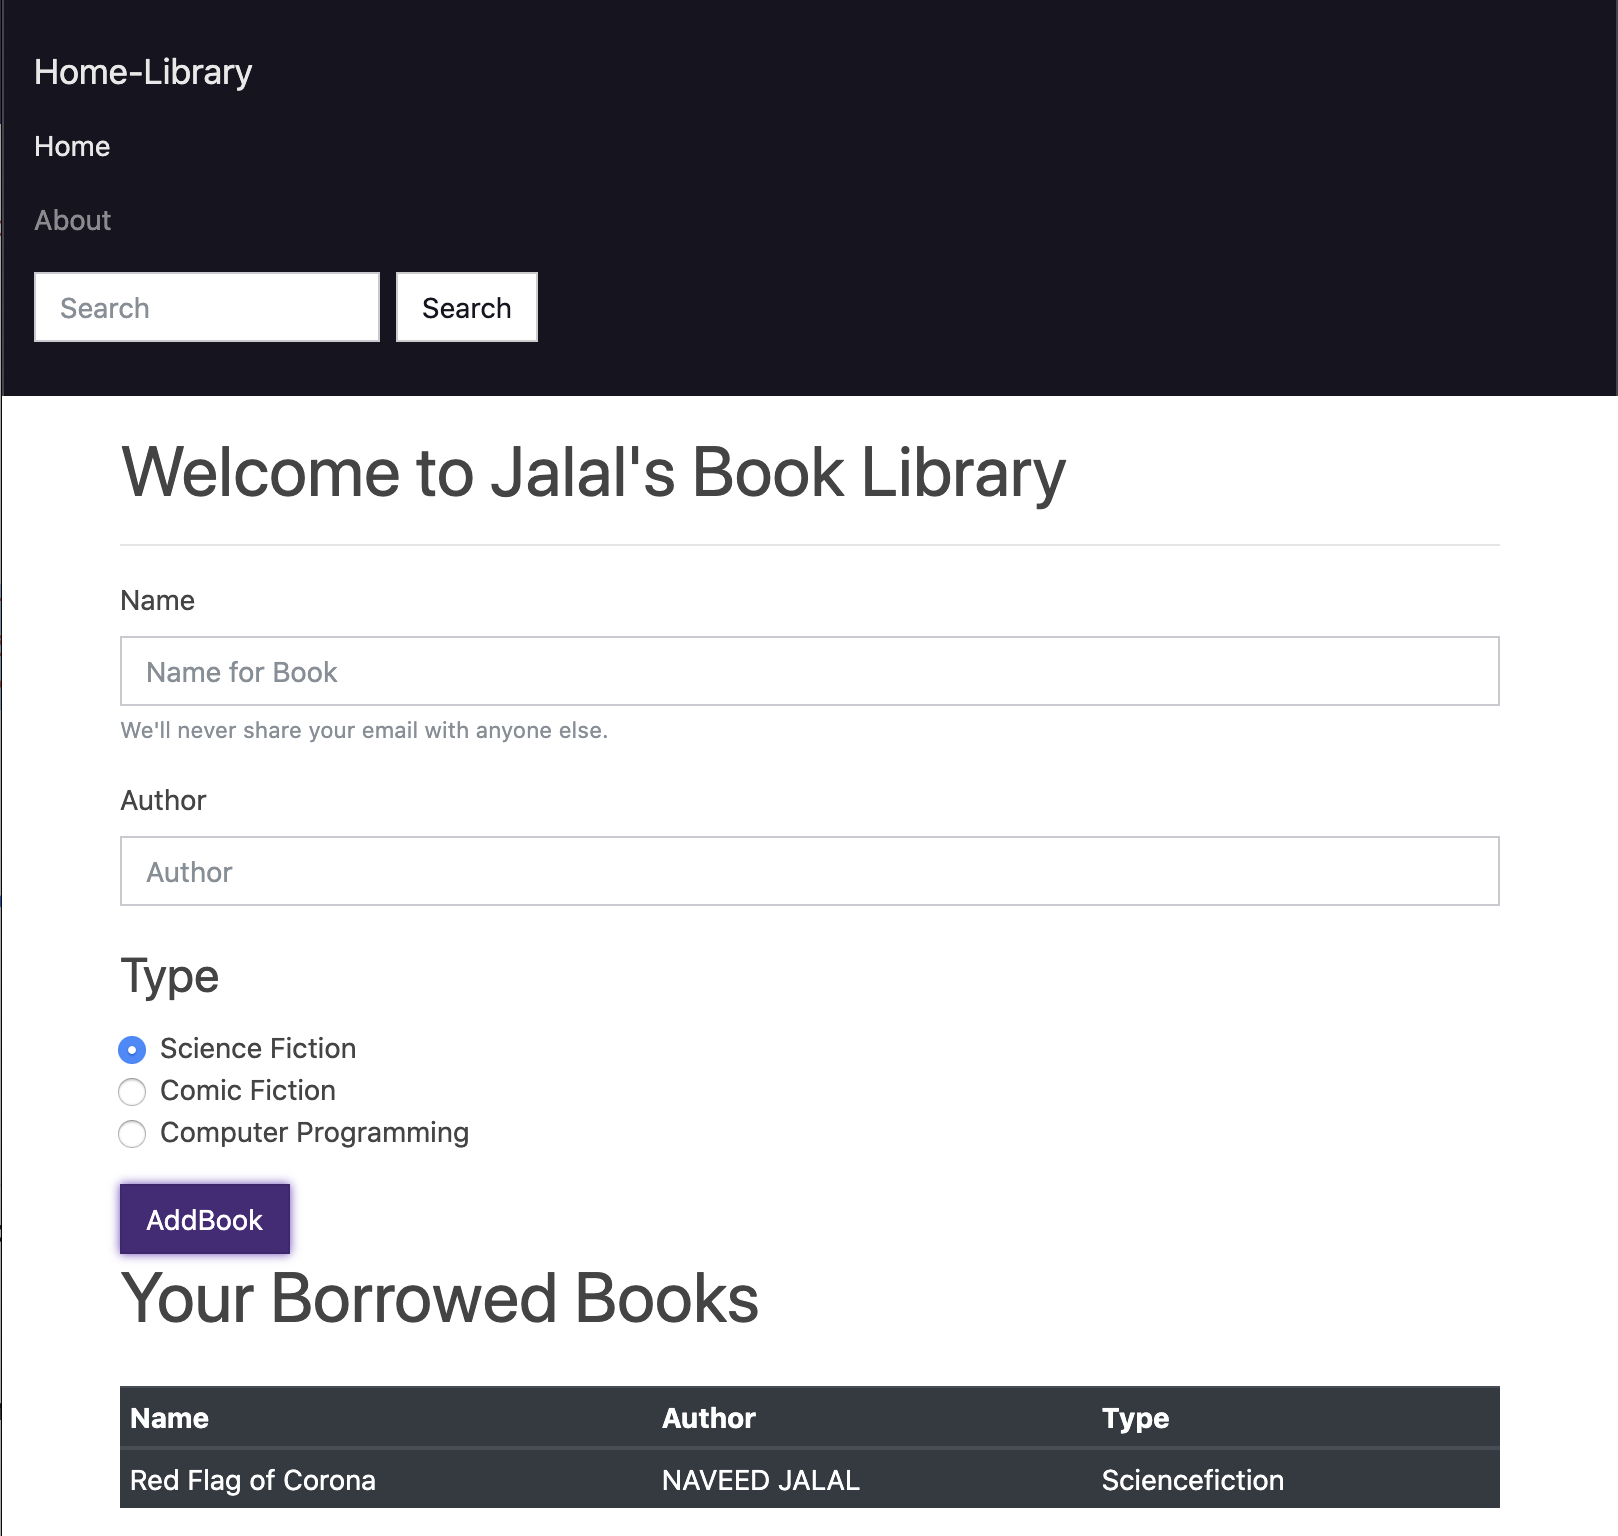 Home-Library
Home
About
Search Search
Welcome to Jalal's Book Library
Name
Name for Book
We'll never share your email with anyone else.
Author
Author
Type
Science Fiction
Comic Fiction
Computer Programming
AddBook
Your Borrowed Books
Name Author Type
Red Flag of Corona NAVEED JALAL Sciencefiction